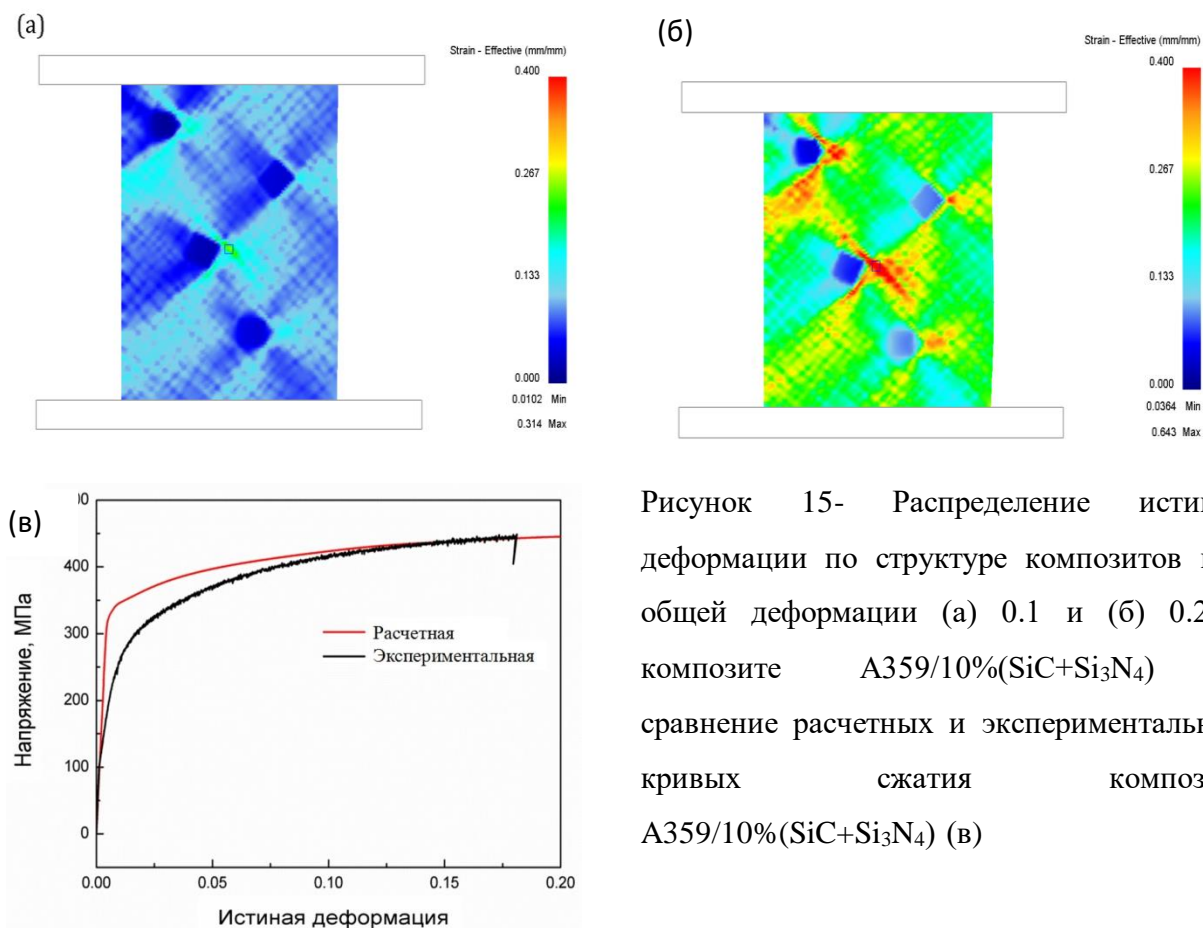 (а)
Strain - Effective (mm/mm)
0.400
0.267
0.133
0.000
0.0102 Min
0.314 Max
(б)
Strain - Effective (mm/mm)
0.400
0.267
0.133
0.000
0.0364 Min
0.643 Max
(в)
Напряжение, МПа
00
400
300
200
100
0
Расчетная
Экспериментальная
0.00 0.05 0.10 0.15 0.20
Истиная деформация
Рисунок 15- Распределение
деформации по структуре композитов
общей деформации (а) 0.1 и (б) 0.2
композите А359/10%(SiC+Si₃N₄)
сравнение расчетных и
кривых сжатия
А359/10%(SiC+Si₃N₄) (в)